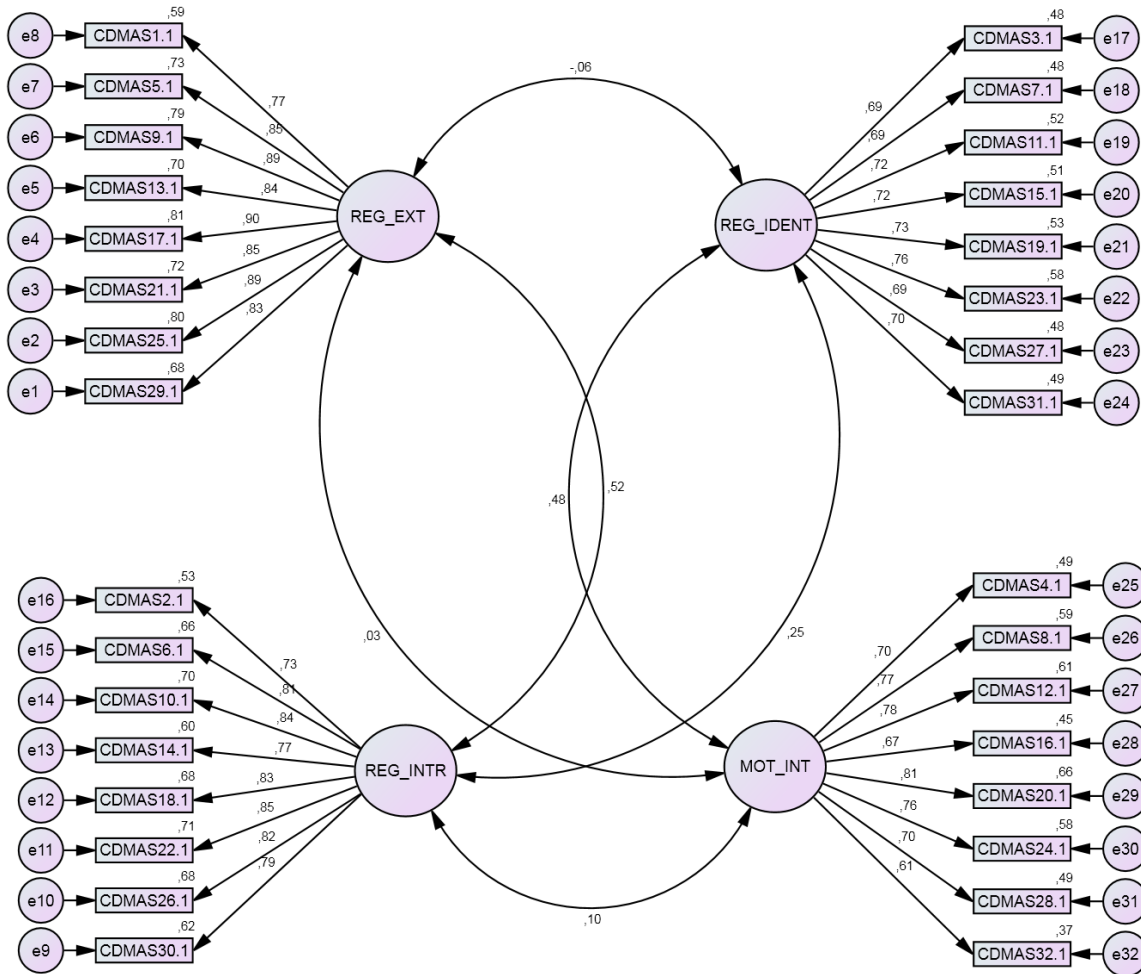 ,59
e8
CDMAS1.1
,73
e7
CDMAS5.1
,79
e6
CDMAS9.1
,70
e5
CDMAS13.1
,81
e4
CDMAS17.1
,72
e3
CDMAS21.1
,80
e2
CDMAS25.1
,68
e1
CDMAS29.1
,77
,85
,89
,84
,90
,85
,89
,83
REG_EXT
-,06
REG_IDENT
,69
,69
,72
,72
,73
,76
,69
,70
,48
CDMAS3.1
e17
,48
CDMAS7.1
e18
,52
CDMAS11.1
e19
,51
CDMAS15.1
e20
,53
CDMAS19.1
e21
,58
CDMAS23.1
e22
,48
CDMAS27.1
e23
,49
CDMAS31.1
e24
,48
,52
,03
,25
,53
e16
CDMAS2.1
,66
e15
CDMAS6.1
,70
e14
CDMAS10.1
,60
e13
CDMAS14.1
,68
e12
CDMAS18.1
,71
e11
CDMAS22.1
,68
e10
CDMAS26.1
,62
e9
CDMAS30.1
,73
,81
,84
,77
,83
,85
,82
,79
REG_INTR
,10
MOT_INT
,70
,77
,78
,67
,81
,76
,70
,61
,49
CDMAS4.1
e25
,59
CDMAS8.1
e26
,61
CDMAS12.1
e27
,45
CDMAS16.1
e28
,66
CDMAS20.1
e29
,58
CDMAS24.1
e30
,49
CDMAS28.1
e31
,37
CDMAS32.1
e32